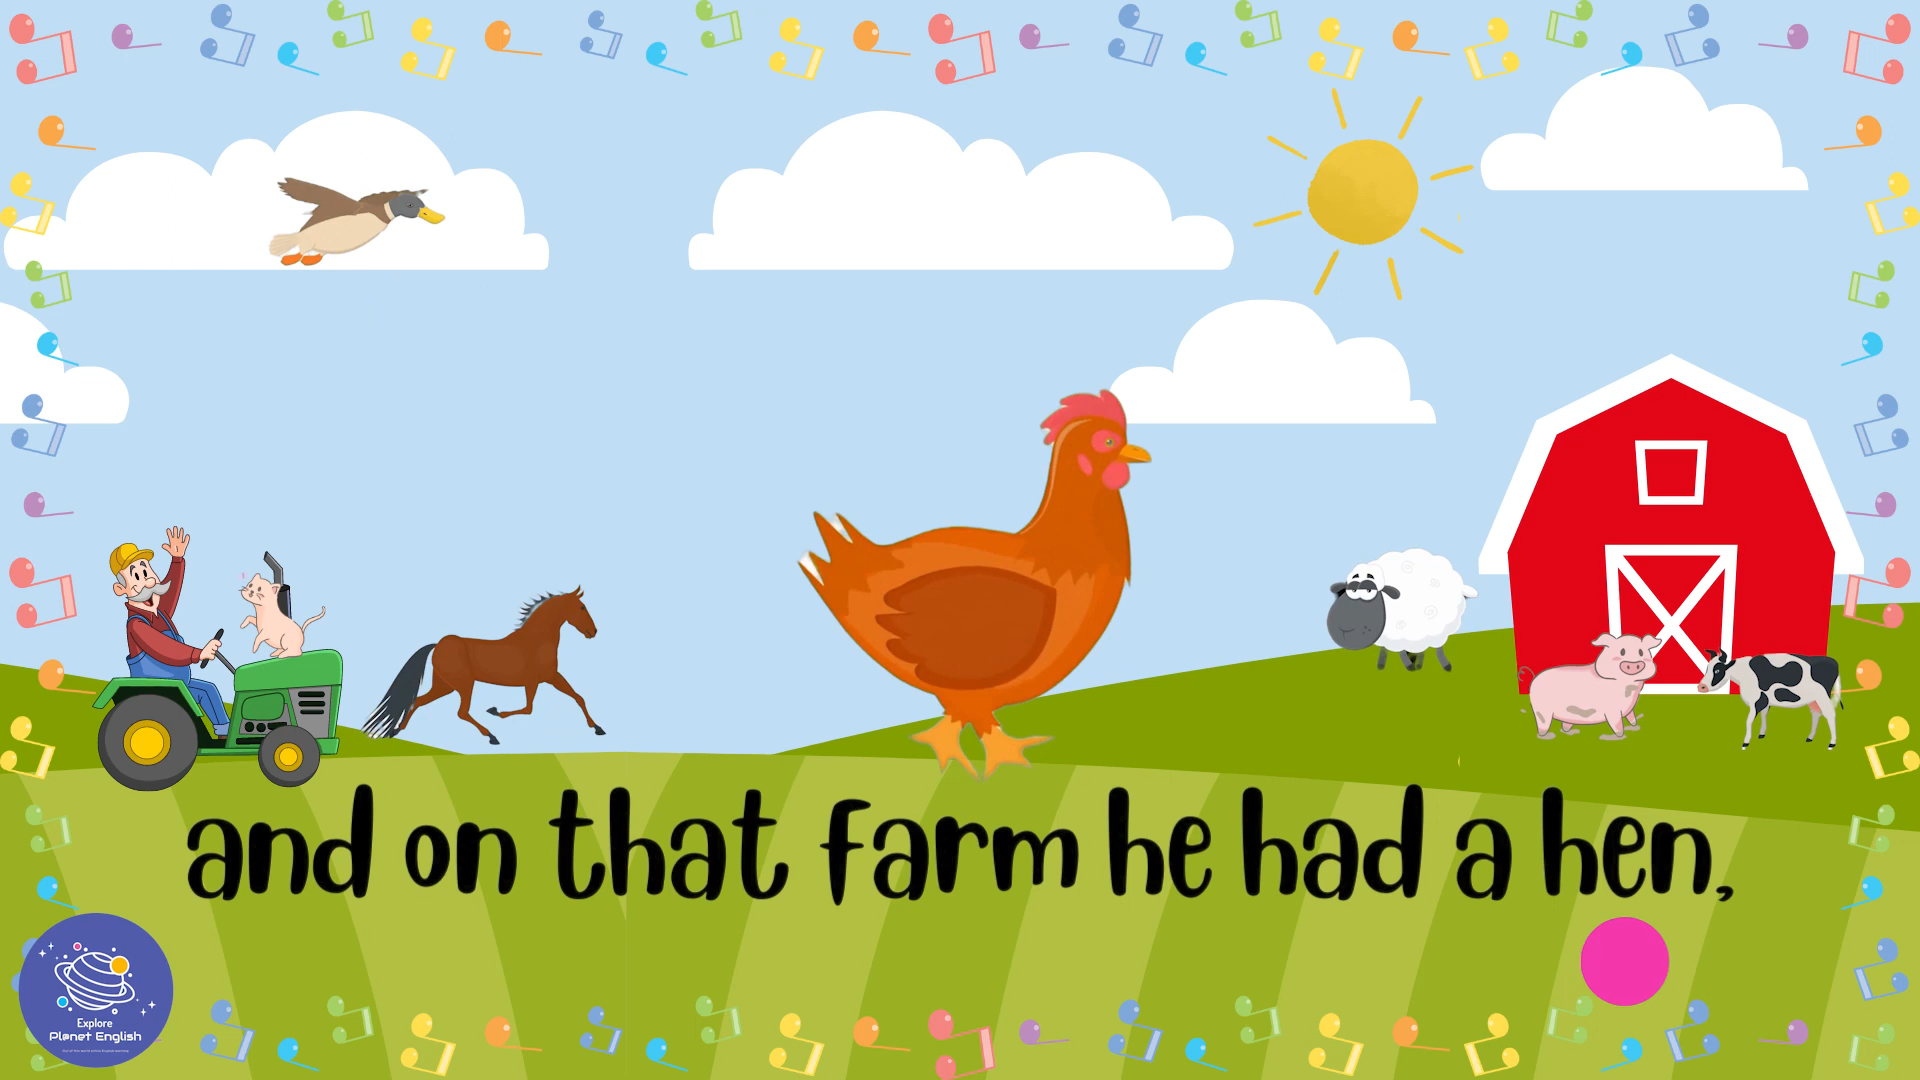 and on that farm he had a hen,
Explore
Planet English